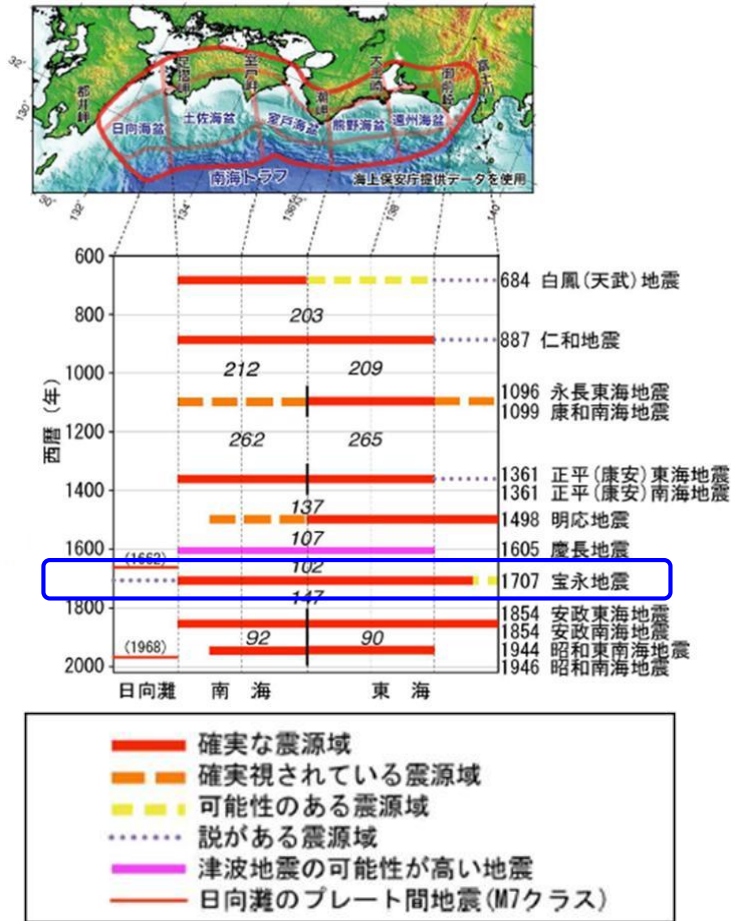 足摺岬
室戸岬
潮岬
大王崎
御前崎
富士川
都井岬
日向海盆
土佐海盆
室戸海盆
熊野海盆
遠州海盆
南海トラフ
海上保安庁提供データを使用
132°
134°
136°
138°
140°
西暦(年)
600
800
1000
1200
1400
1600
1800
2000
684 白鳳(天武)地震
203
887 仁和地震
212
209
1096 永長東海地震
1099 康和南海地震
262
265
1361 正平(康安)東海地震
1361 正平(康安)南海地震
137
1498 明応地震
107
1605 慶長地震
(1662)
102
1707 宝永地震
147
1854 安政東海地震
1854 安政南海地震
92
90
1944 昭和東南海地震
1946 昭和南海地震
(1968)
日向灘
南 海
東 海
確実な震源域
確実視されている震源域
可能性のある震源域
説がある震源域
津波地震の可能性が高い地震
日向灘のプレート間地震(M7クラス)